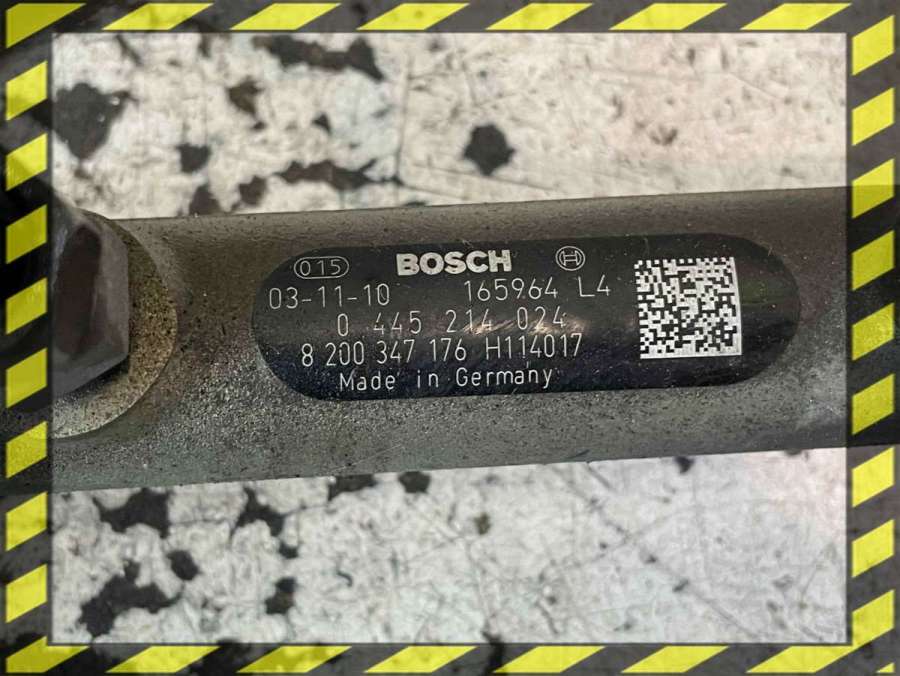 015 BOSCH
03-11-10 165964 L4
0 445 214 024
8 200 347 176 H114017
Made in Germany